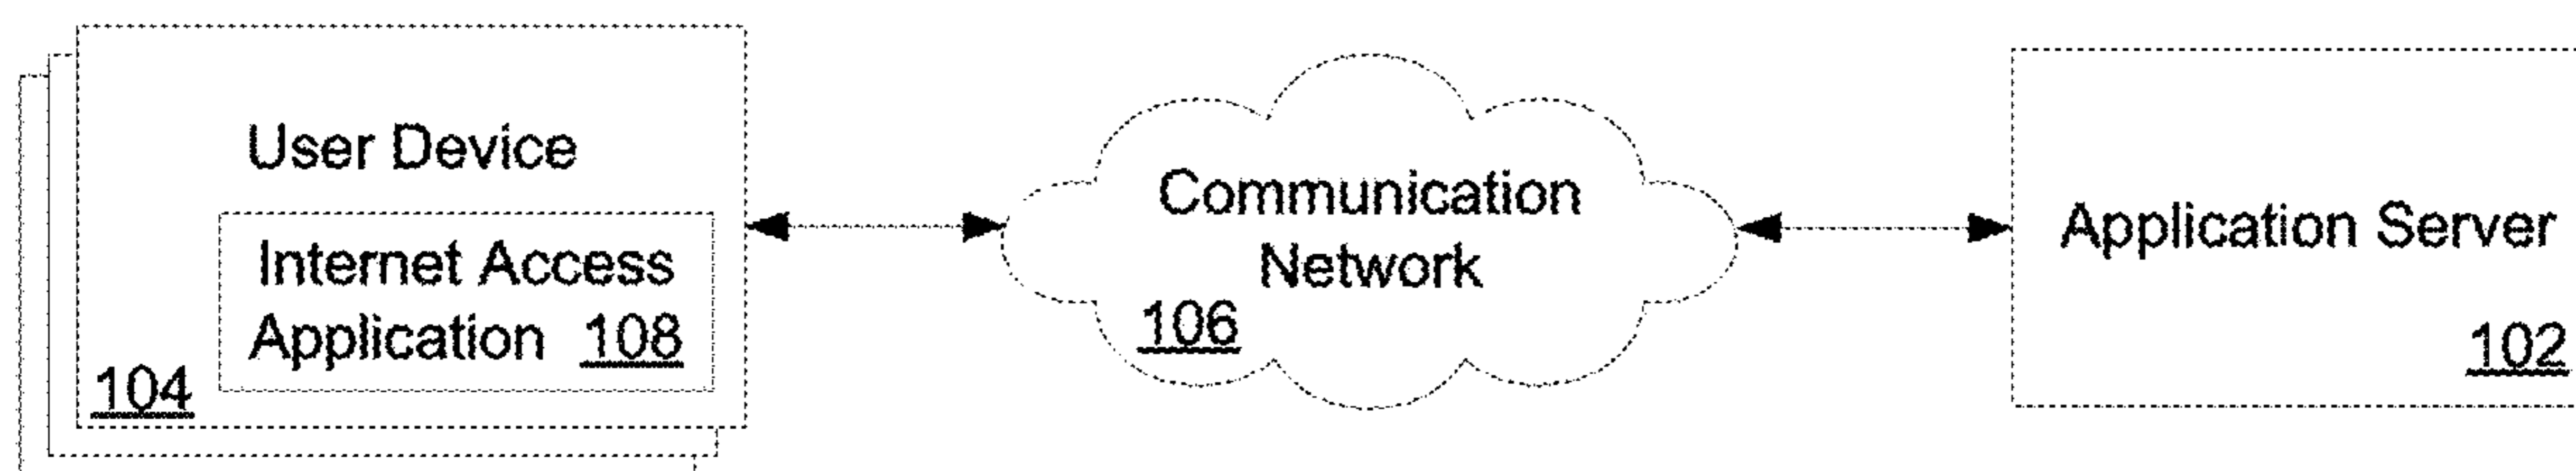 User Device
Internet Access
Application 108
104
Communication
Network
106
Application Server
102